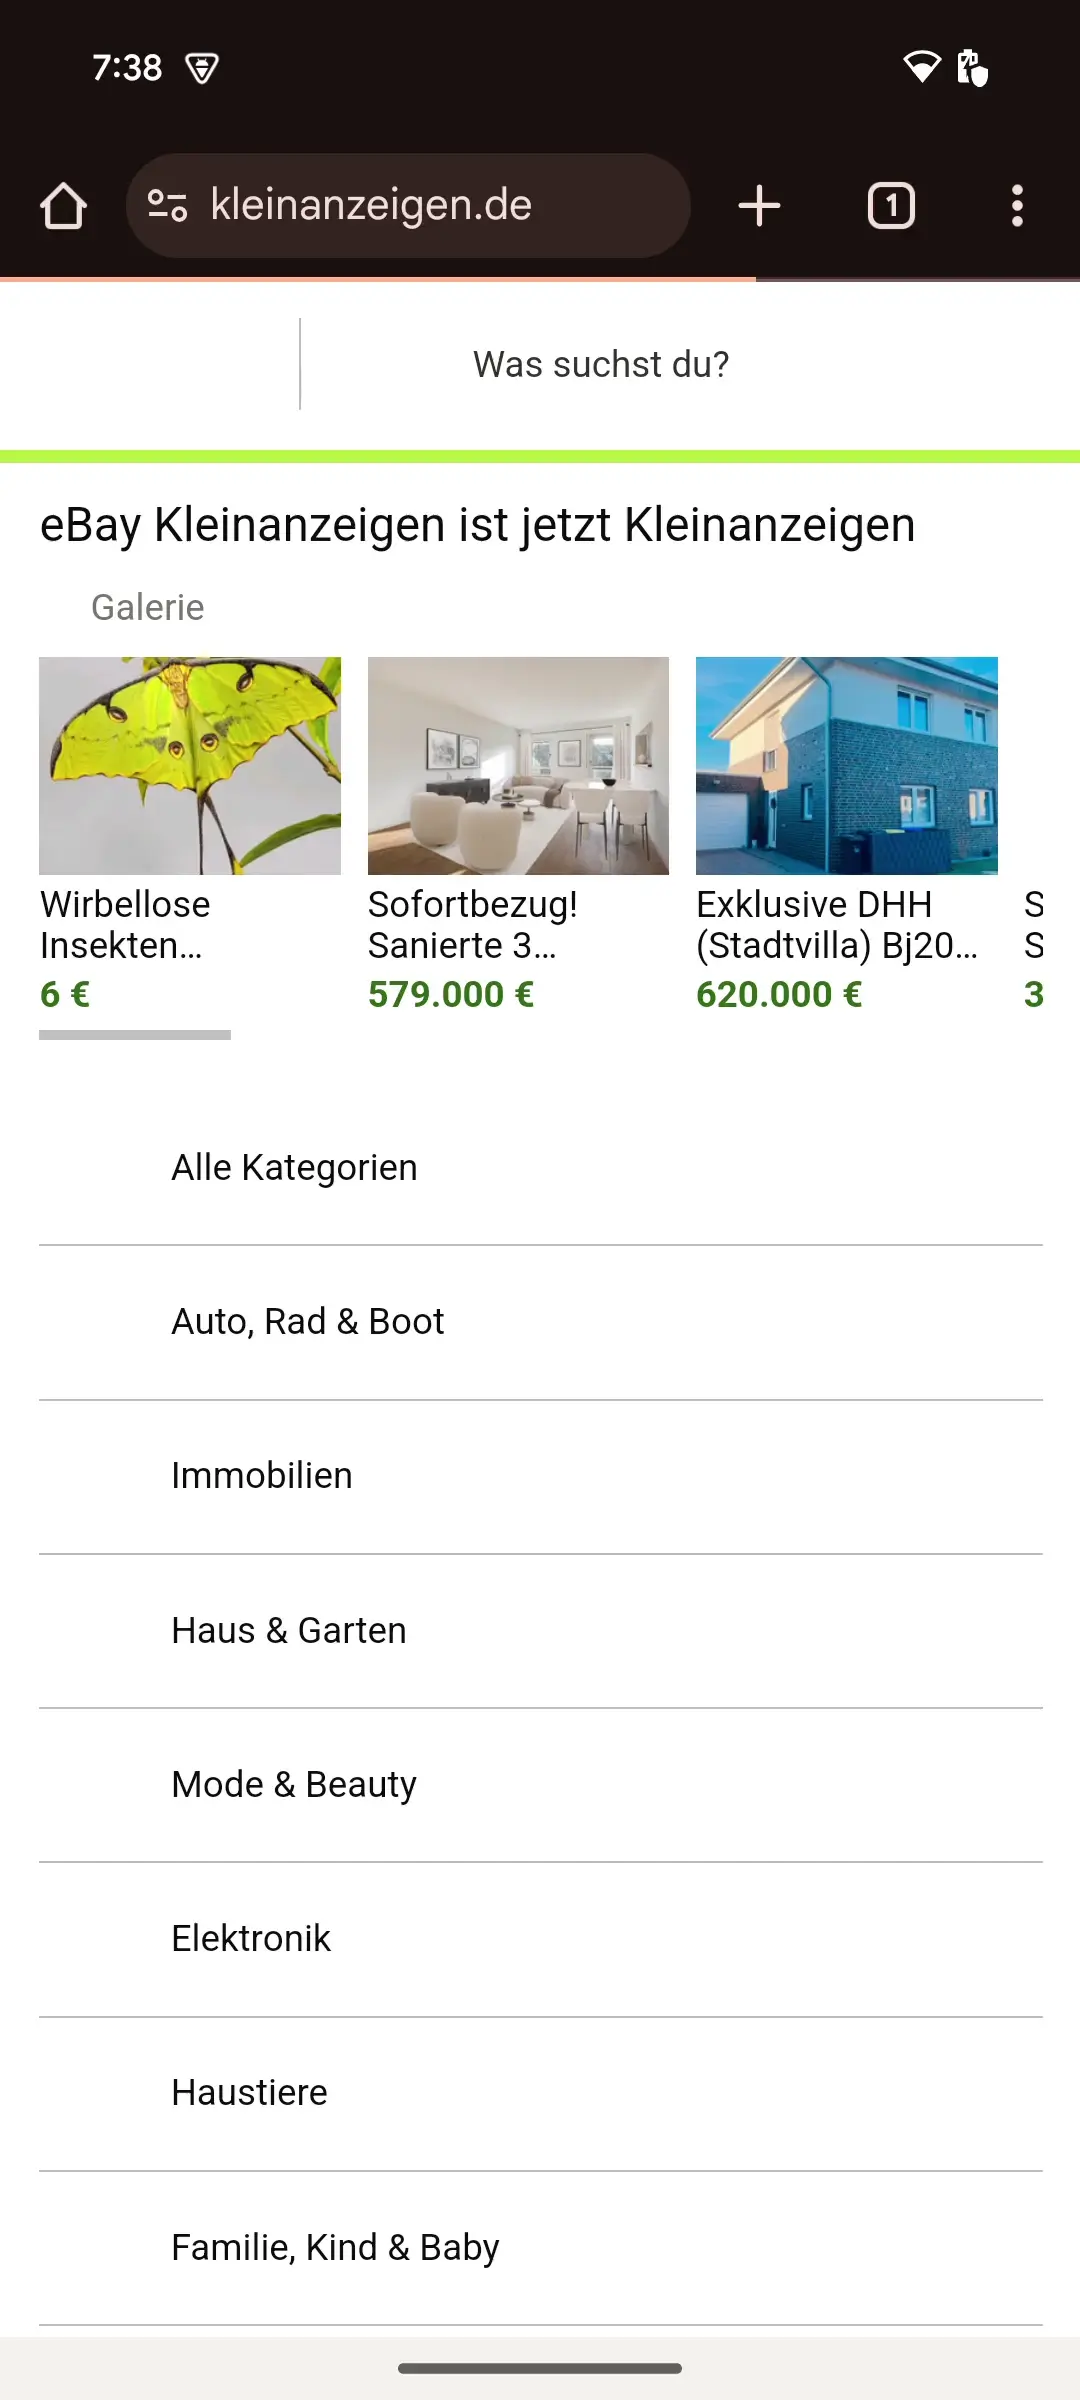 7:38
kleinanzeigen.de
1
Was suchst du?
eBay Kleinanzeigen ist jetzt Kleinanzeigen
Galerie
Wirbellose
Insekten…
6 €
Sofortbezug!
Sanierte 3…
579.000 €
Exklusive DHH
(Stadtvilla) Bj20…
620.000 €
S
S
3
Alle Kategorien
Auto, Rad & Boot
Immobilien
Haus & Garten
Mode & Beauty
Elektronik
Haustiere
Familie, Kind & Baby